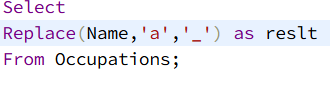 Select
Replace(Name,'a','_') as reslt
From Occupations;